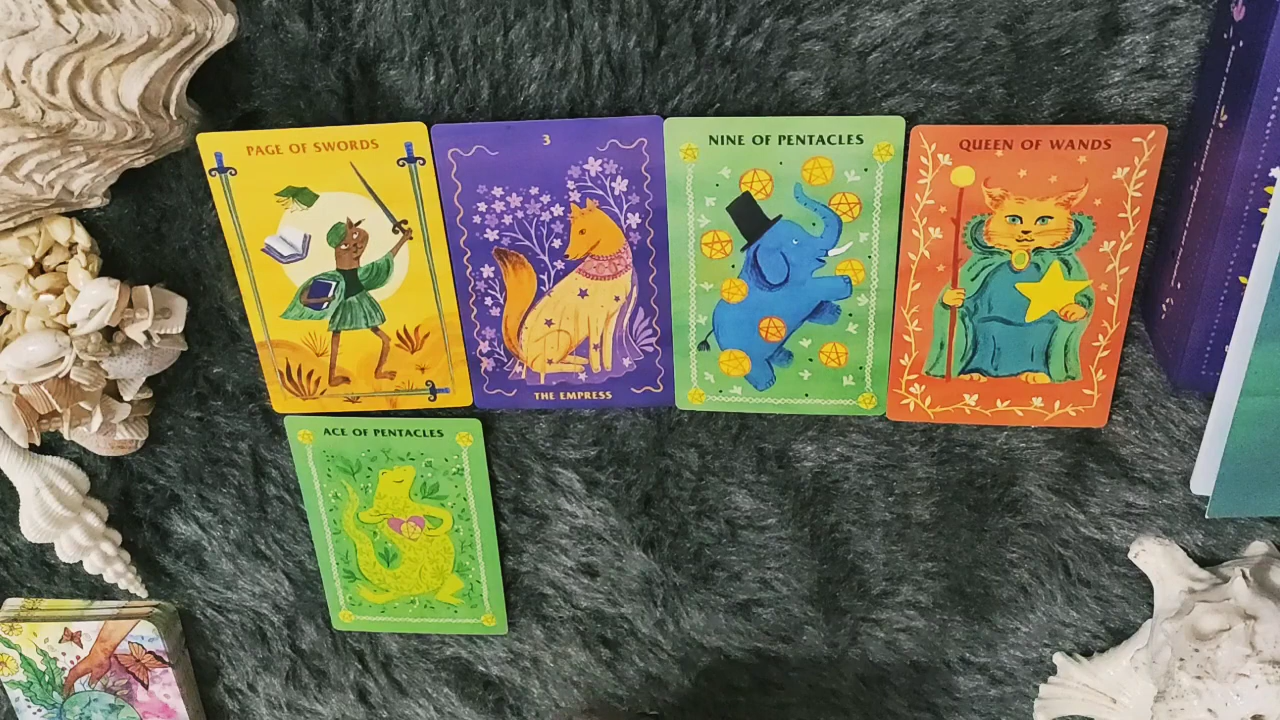 PAGE OF SWORDS
3
THE EMPRESS
NINE OF PENTACLES
QUEEN OF WANDS
ACE OF PENTACLES